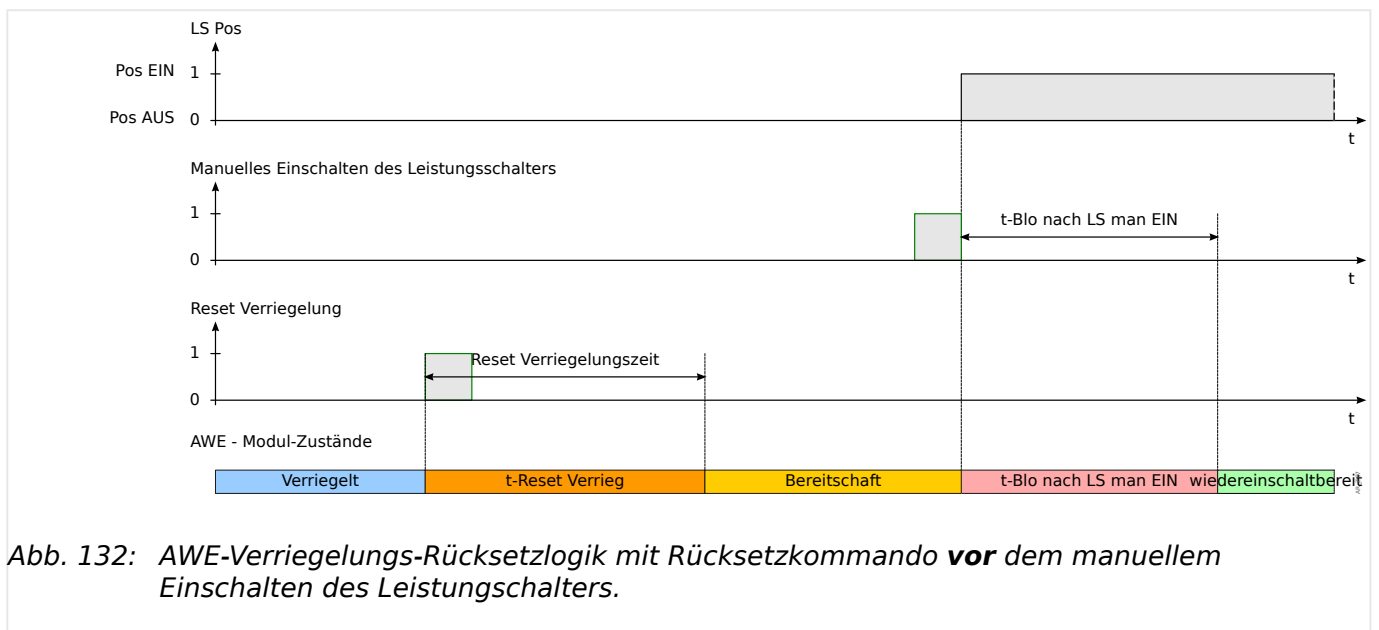 LS Pos
Pos EIN 1
Pos AUS 0
t
Manuelles Einschalten des Leistungsschalters
1
t-Blo nach LS man EIN
0
t
Reset Verriegelung
1
Reset Verriegelungszeit
0
t
AWE - Modul-Zustände
Verriegelt t-Reset Verrieg Bereitschaft t-Blo nach LS man EIN wiedereinschaltbereit
Abb. 132: AWE-Verriegelungs-Rücksetzlogik mit Rücksetzkommando vor dem manuellem
Einschalten des Leistungschalters.